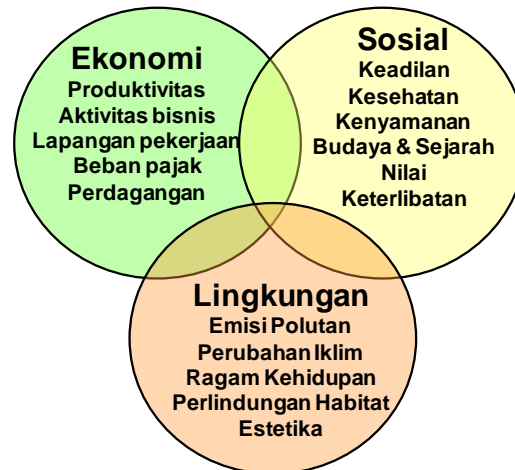 Ekonomi
Produktivitas
Aktivitas bisnis
Lapangan pekerjaan
Beban pajak
Perdagangan
Sosial
Keadilan
Kesehatan
Kenyamanan
Budaya & Sejarah
Nilai
Keterlibatan
Lingkungan
Emisi Polutan
Perubahan Iklim
Ragam Kehidupan
Perlindungan Habitat
Estetika